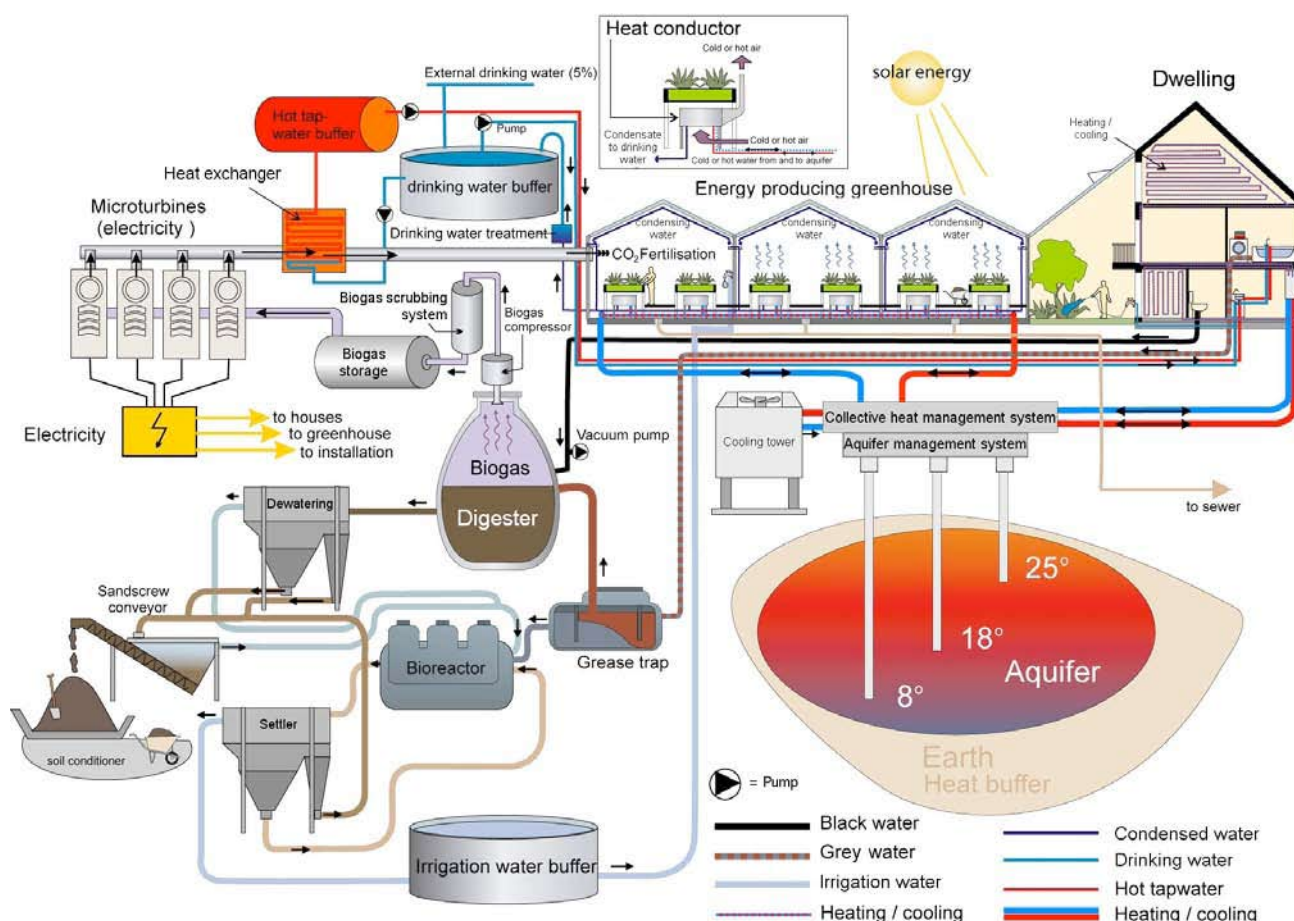 Heat conductor
Cold or hot air
Condensate
to drinking
water
Cold or hot air
Cold or hot water from and to aquifer
solar energy
Dwelling
Heating /
cooling
External drinking water (5%)
Hot tap-
water buffer
Pump
drinking water buffer
Heat exchanger
Microturbines
(electricity )
Drinking water treatment
Energy producing greenhouse
Condensing
water
Condensing
water
Condensing
water
CO2Fertilisation
Biogas scrubbing
system
Biogas
compressor
Biogas
storage
Electricity
to houses
to greenhouse
to installation
Vacuum pump
Biogas
Digester
Cooling tower
Collective heat management system
Aquifer management system
to sewer
Dewatering
Sandscrew
conveyor
Bioreactor
Grease trap
Settler
soil conditioner
Irrigation water buffer
25°
18°
8°
Aquifer
Earth
Heat buffer
= Pump
Black water
Grey water
Irrigation water
Heating / cooling
Condensed water
Drinking water
Hot tapwater
Heating / cooling